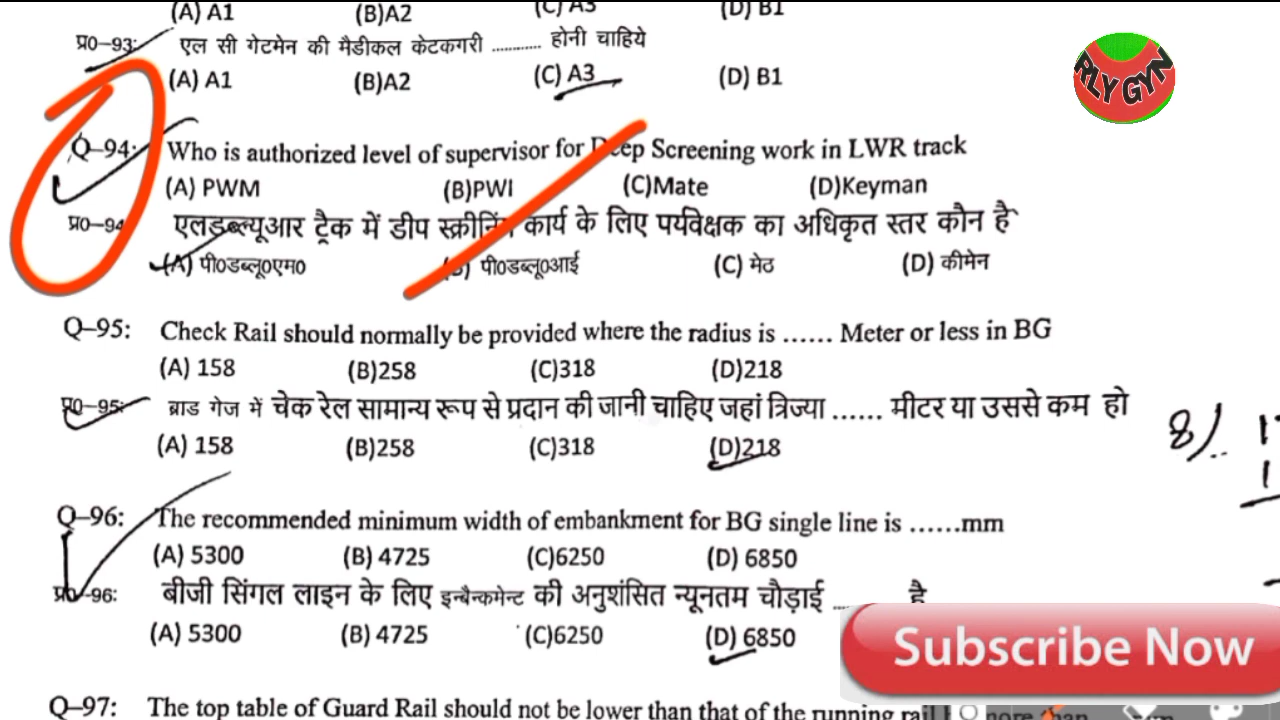 (A) A1 (B)A2 (C) A3 (D) B1
प्र0-93: एल सी गेटमेन की मैडीकल केटकगरी ............ होनी चाहिये
(A) A1 (B)A2 (C) A3 (D) B1
RLY GYN
Q-94: Who is authorized level of supervisor for Deep Screening work in LWR track
(A) PWM (B)PWI (C)Mate (D)Keyman
प्र0-94 एलडब्ल्यूआर ट्रैक में डीप स्क्रीनिंग कार्य के लिए पर्यवेक्षक का अधिकृत स्तर कौन है
(A) पी0डब्लू0एम0 (B) पी0डब्लू0आई (C) मेठ (D) कीमेन
Q-95: Check Rail should normally be provided where the radius is ...... Meter or less in BG
(A) 158 (B)258 (C)318 (D)218
प्र0-95: ब्राड गेज में चेक रेल सामान्य रूप से प्रदान की जानी चाहिए जहां त्रिज्या ...... मीटर या उससे कम हो
(A) 158 (B)258 (C)318 (D)218
8)
Q-96: The recommended minimum width of embankment for BG single line is ......mm
(A) 5300 (B) 4725 (C)6250 (D) 6850
प्र0-96: बीजी सिंगल लाइन के लिए इन्बैन्कमेन्ट की अनुशंसित न्यूनतम चौड़ाई .... है
(A) 5300 (B) 4725 (C)6250 (D) 6850
Subscribe Now
Q-97: The top table of Guard Rail should not be lower than that of the running rail